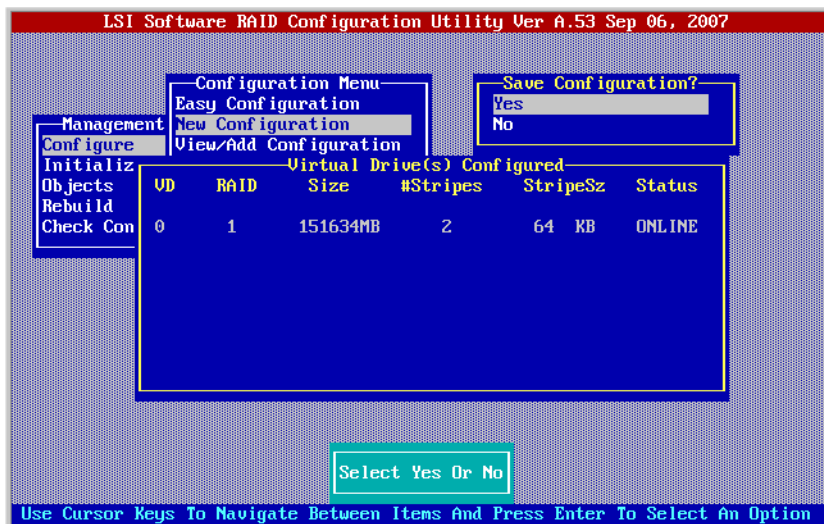 LSI Software RAID Configuration Utility Ver A.53 Sep 06, 2007
Configuration Menu
Easy Configuration
New Configuration
View/Add Configuration
Save Configuration?
Yes
No
Management
Configure
Initializ
Objects
Rebuild
Check Con
Virtual Drive(s) Configured
VD RAID Size #Stripes StripeSz Status
0 1 151634MB 2 64 KB ONLINE
Select Yes Or No
Use Cursor Keys To Navigate Between Items And Press Enter To Select An Option